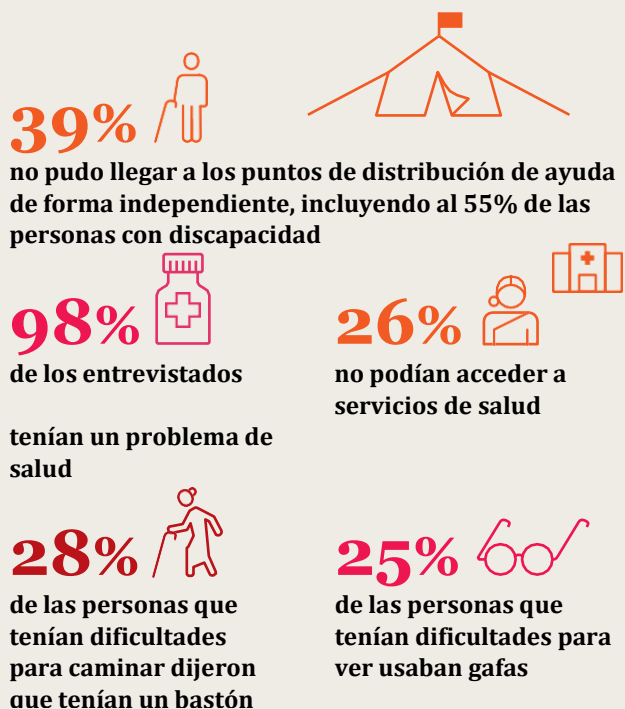 39%
no pudo llegar a los puntos de distribución de ayuda
de forma independiente, incluyendo al 55% de las
personas con discapacidad
98%
de los entrevistados
tenían un problema de
salud
26%
no podían acceder a
servicios de salud
28%
de las personas que
tenían dificultades
para caminar dijeron
que tenían un bastón
25%
de las personas que
tenían dificultades para
ver usaban gafas